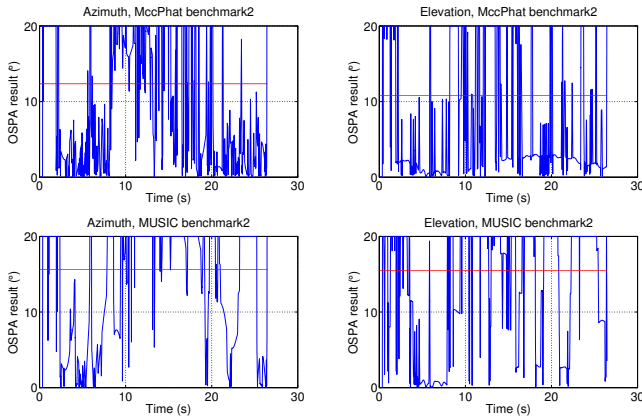 Azimuth, MccPhat benchmark2
OSPA result (°)
20
10
0
0 10 20 30
Time (s)
Elevation, MccPhat benchmark2
OSPA result (°)
20
10
0
0 10 20 30
Time (s)
Azimuth, MUSIC benchmark2
OSPA result (°)
20
10
0
0 10 20 30
Time (s)
Elevation, MUSIC benchmark2
OSPA result (°)
20
10
0
0 10 20 30
Time (s)